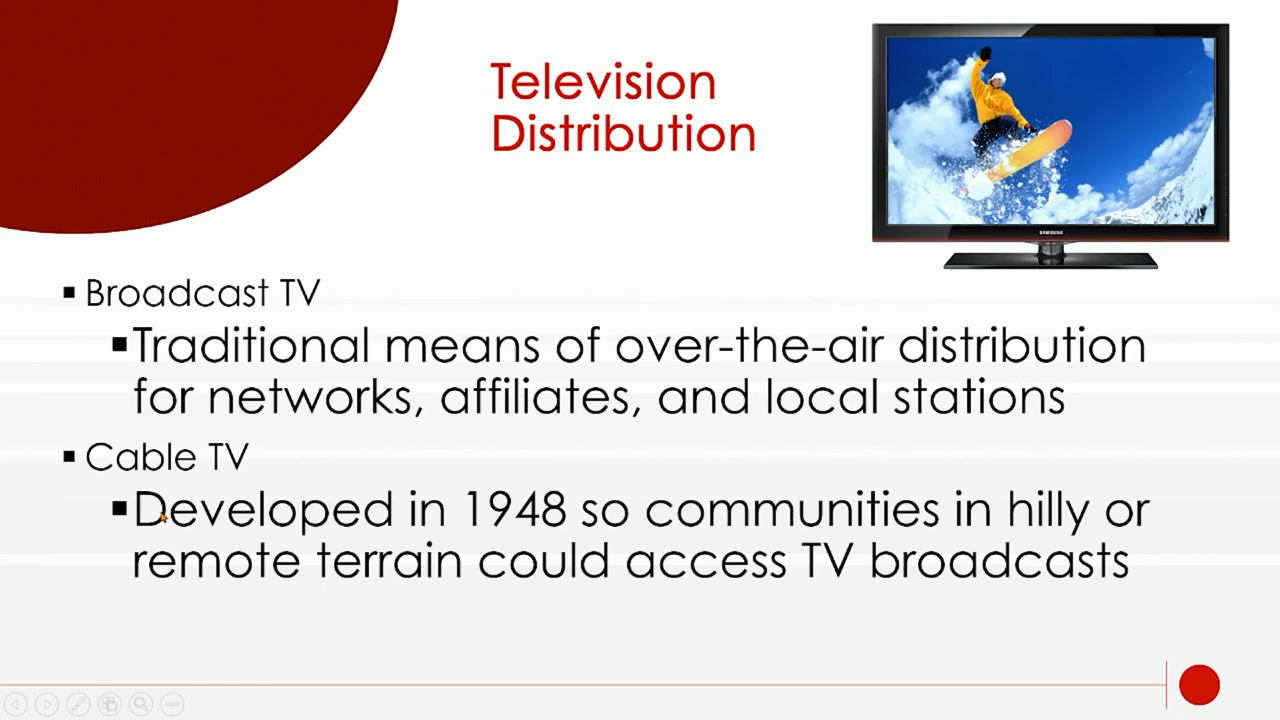 Television
Distribution
SAMSUNG
▪ Broadcast TV
▪Traditional means of over-the-air distribution
for networks, affiliates, and local stations
▪ Cable TV
▪Developed in 1948 so communities in hilly or
remote terrain could access TV broadcasts